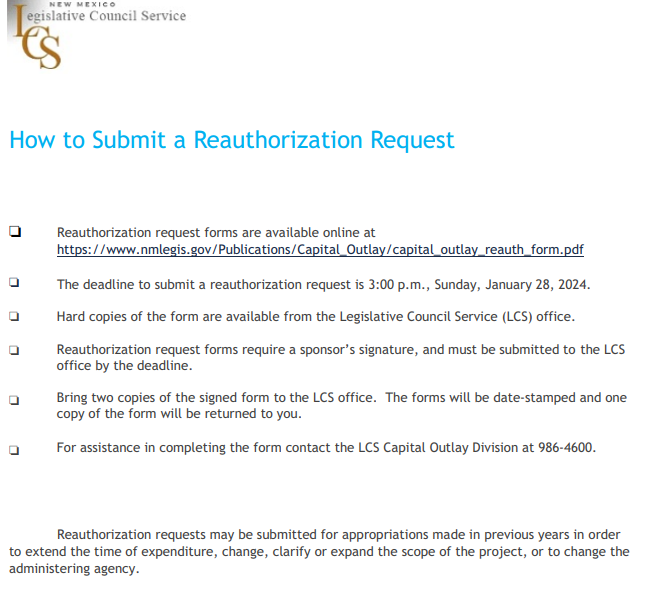 NEW MEXICO
Legislative Council Service
LCS
How to Submit a Reauthorization Request
❏ Reauthorization request forms are available online at
https://www.nmlegis.gov/Publications/Capital_Outlay/capital_outlay_reauth_form.pdf
❏ The deadline to submit a reauthorization request is 3:00 p.m., Sunday, January 28, 2024.
❏ Hard copies of the form are available from the Legislative Council Service (LCS) office.
❏ Reauthorization request forms require a sponsor’s signature, and must be submitted to the LCS
office by the deadline.
❏ Bring two copies of the signed form to the LCS office. The forms will be date-stamped and one
copy of the form will be returned to you.
❏ For assistance in completing the form contact the LCS Capital Outlay Division at 986-4600.
Reauthorization requests may be submitted for appropriations made in previous years in order
to extend the time of expenditure, change, clarify or expand the scope of the project, or to change the
administering agency.